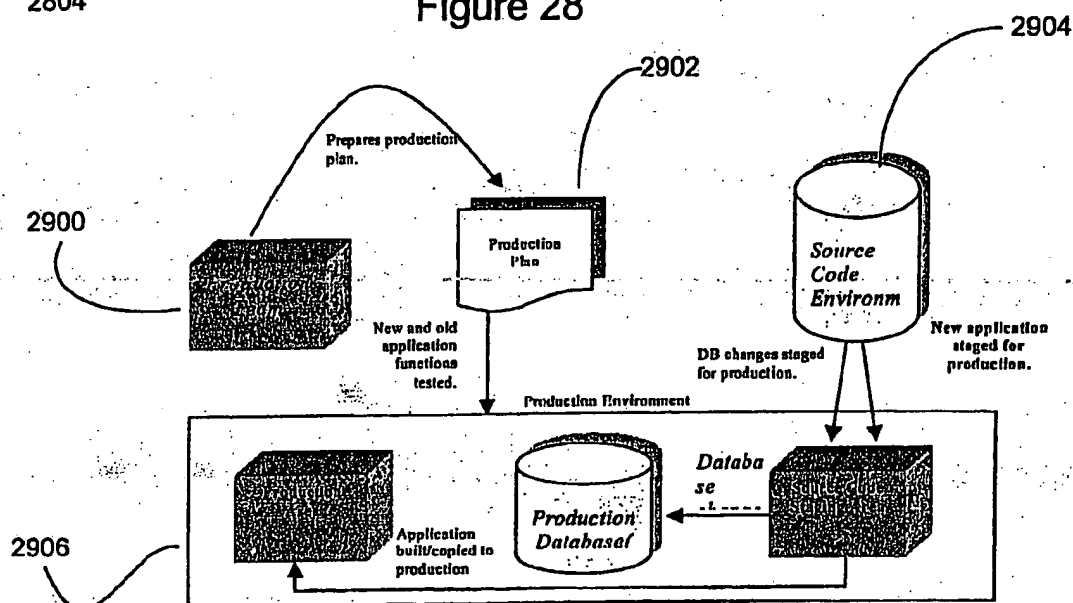 2804
Figure 28
2904
2902
Prepares production
plan.
2900
Production
Plan
Source
Code
Environm
New and old
application
functions
tested.
DB changes staged
for production.
New application
staged for
production.
Production Environment
Databa
se
Production
Databasef
Application
built/copied to
production
2906